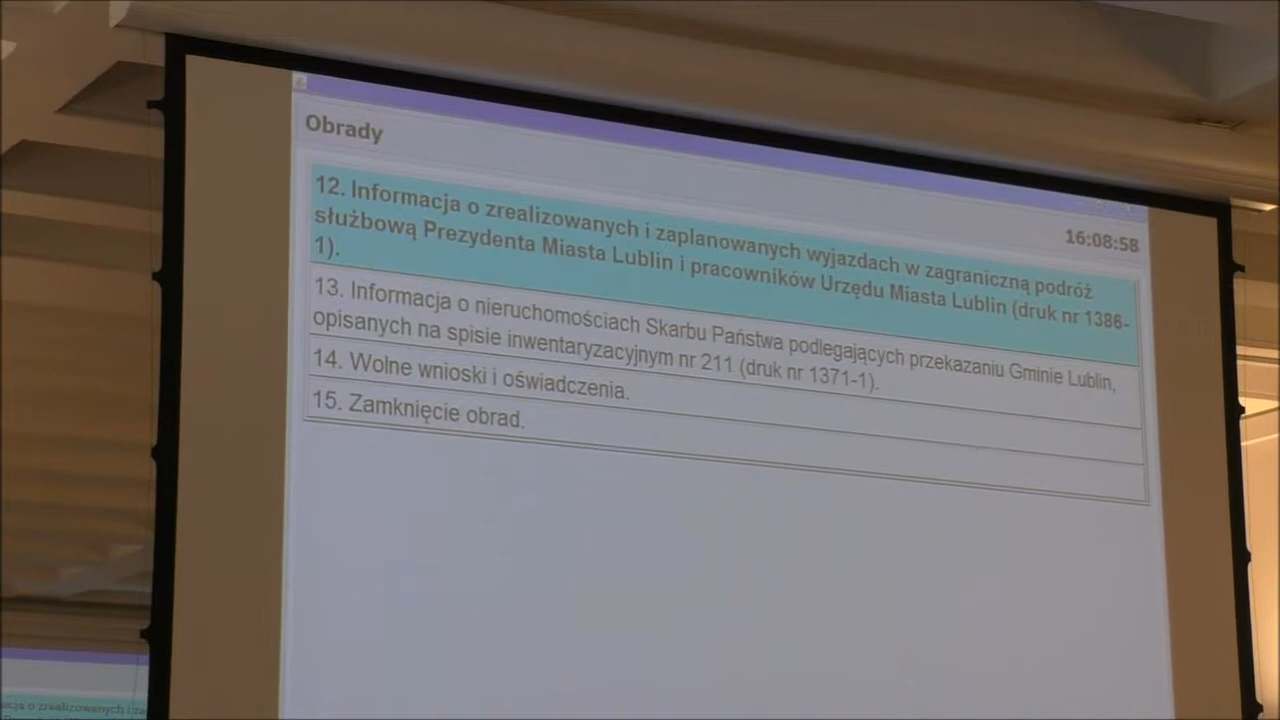 Obrady
16:08:58
12. Informacja o zrealizowanych i zaplanowanych wyjazdach w zagraniczną podróż
służbową Prezydenta Miasta Lublin i pracowników Urzędu Miasta Lublin (druk nr 1386-
1).
13. Informacja o nieruchomościach Skarbu Państwa podlegających przekazaniu Gminie Lublin,
opisanych na spisie inwentaryzacyjnym nr 211 (druk nr 1371-1).
14. Wolne wnioski i oświadczenia.
15. Zamknięcie obrad.
o zrealizowanych i